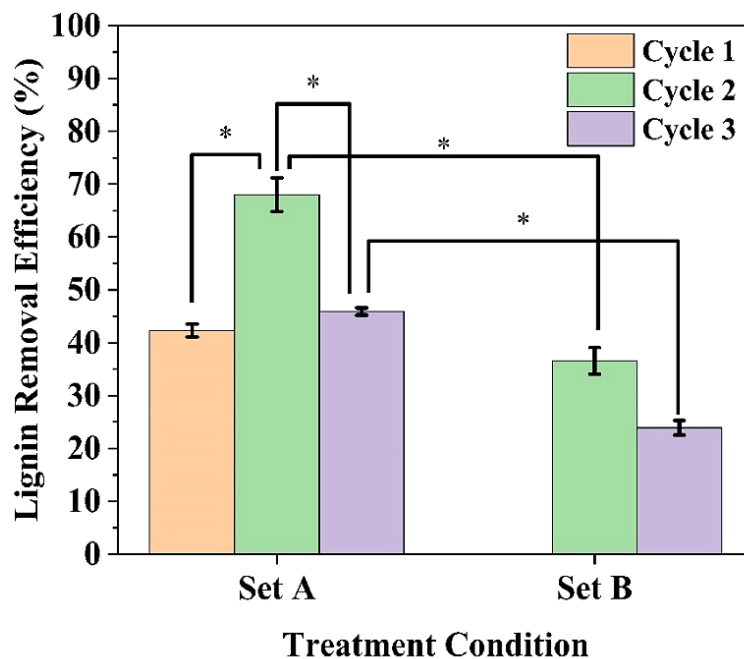 100
90
80
70
60
50
40
30
20
10
0
Lignin Removal Efficiency (%)
Cycle 1
Cycle 2
Cycle 3
*
*
*
*
Set A
Set B
Treatment Condition